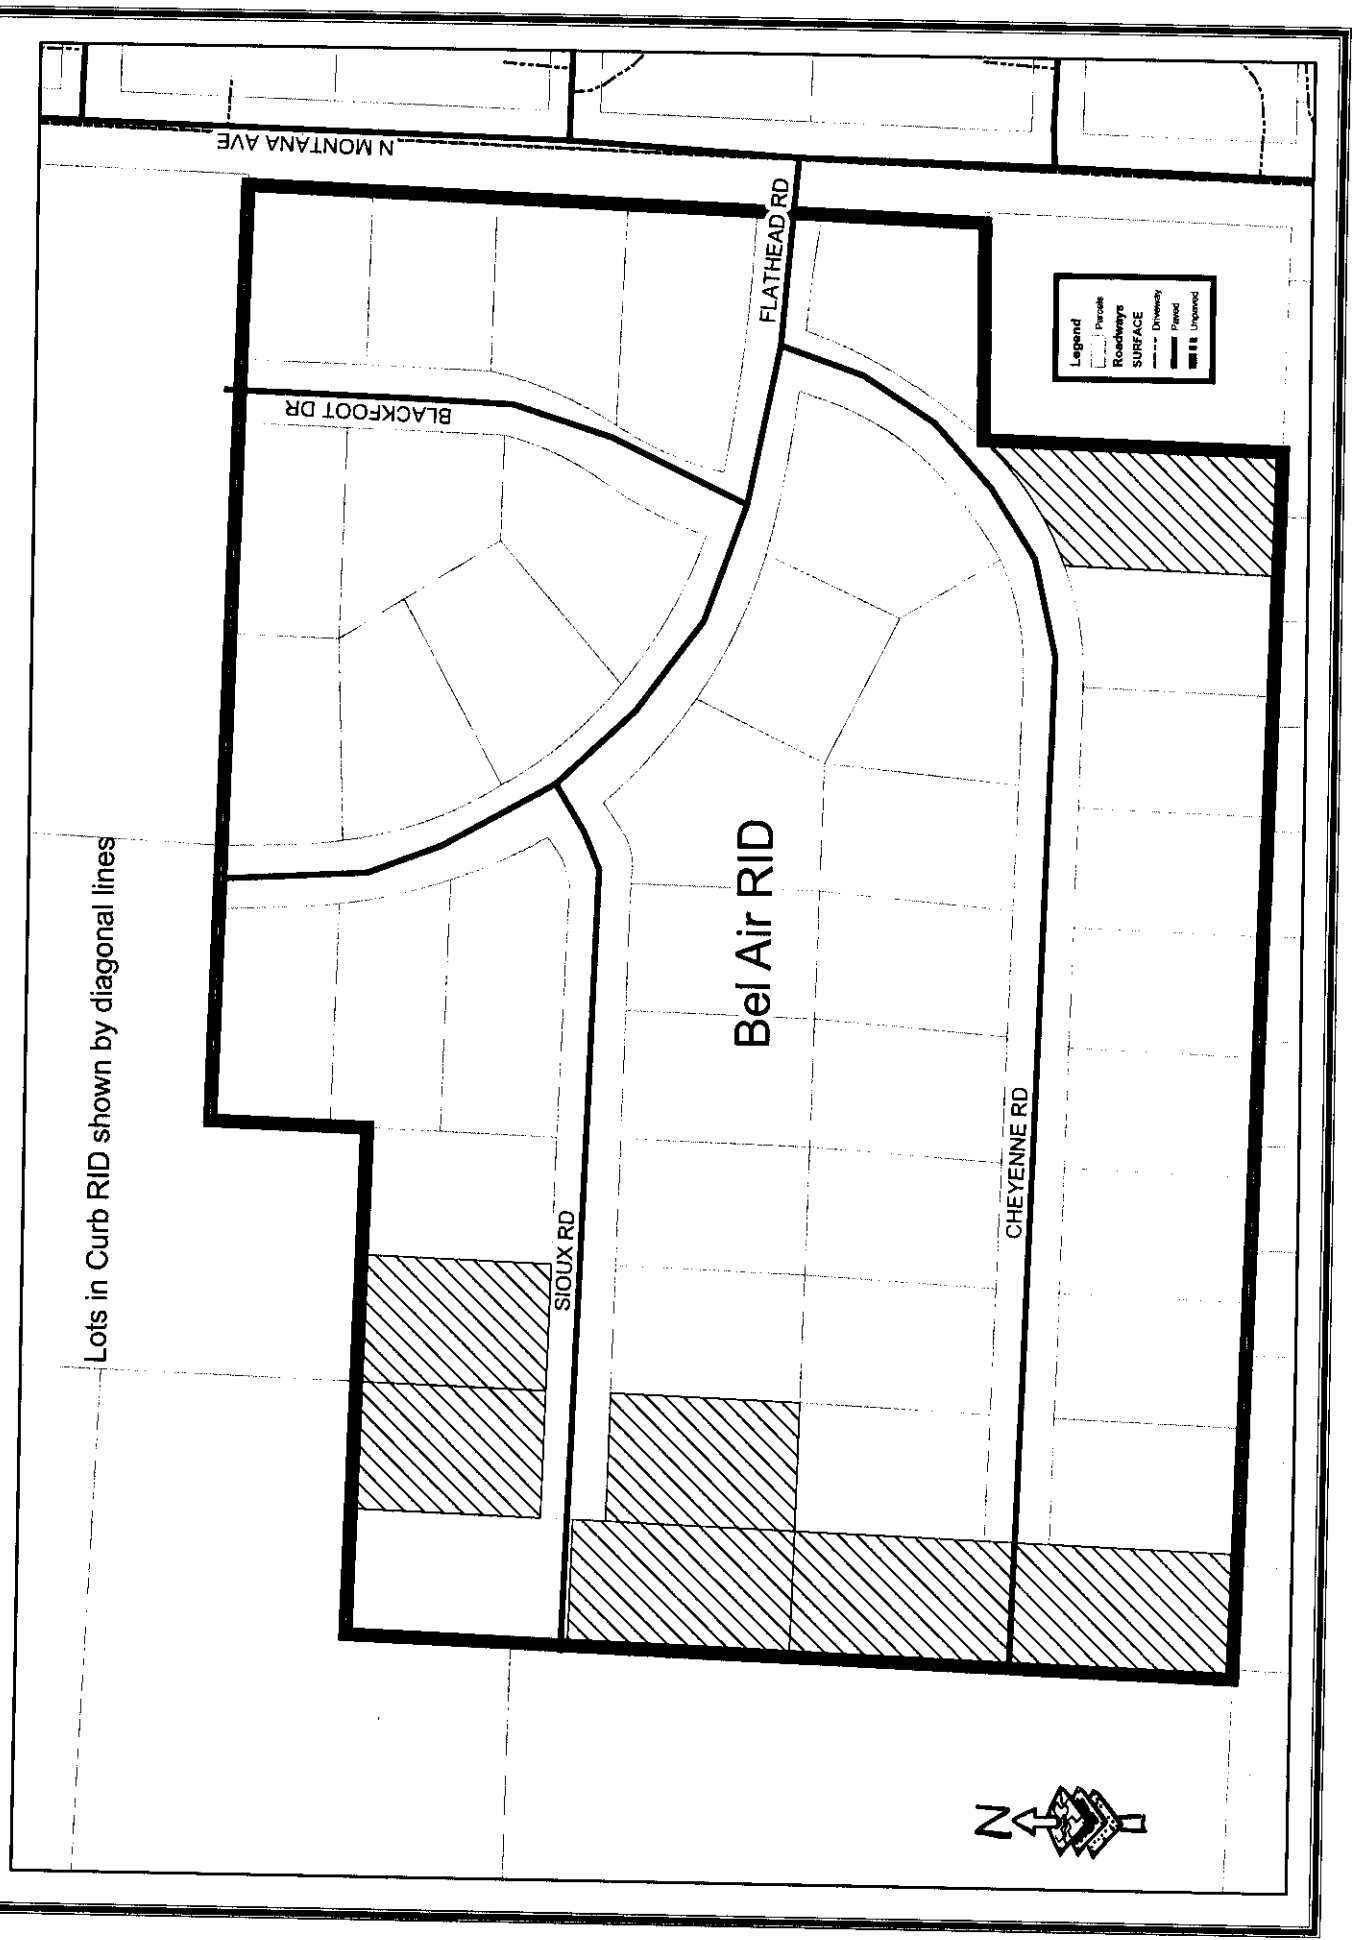 Lots in Curb RID shown by diagonal lines
N MONTANA AVE
FLATHEAD RD
BLACKFOOT DR
Bel Air RID
SIOUX RD
CHEYENNE RD
Legend
Parcels
Roadways
SURFACE
Driveway
Paved
Unpaved
N